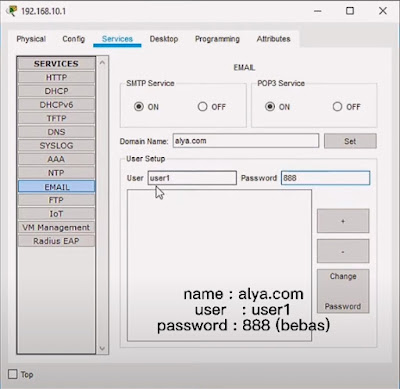 192.168.10.1
Physical Config Services Desktop Programming Attributes
SERVICES
HTTP
DHCP
DHCPv6
TFTP
DNS
SYSLOG
AAA
NTP
EMAIL
FTP
IoT
VM Management
Radius EAP
EMAIL
SMTP Service
ON OFF
POP3 Service
ON OFF
Domain Name: alya.com Set
User Setup
User user1 Password 888
+
-
Change
Password
name : alya.com
user : user1
password : 888 (bebas)
Top